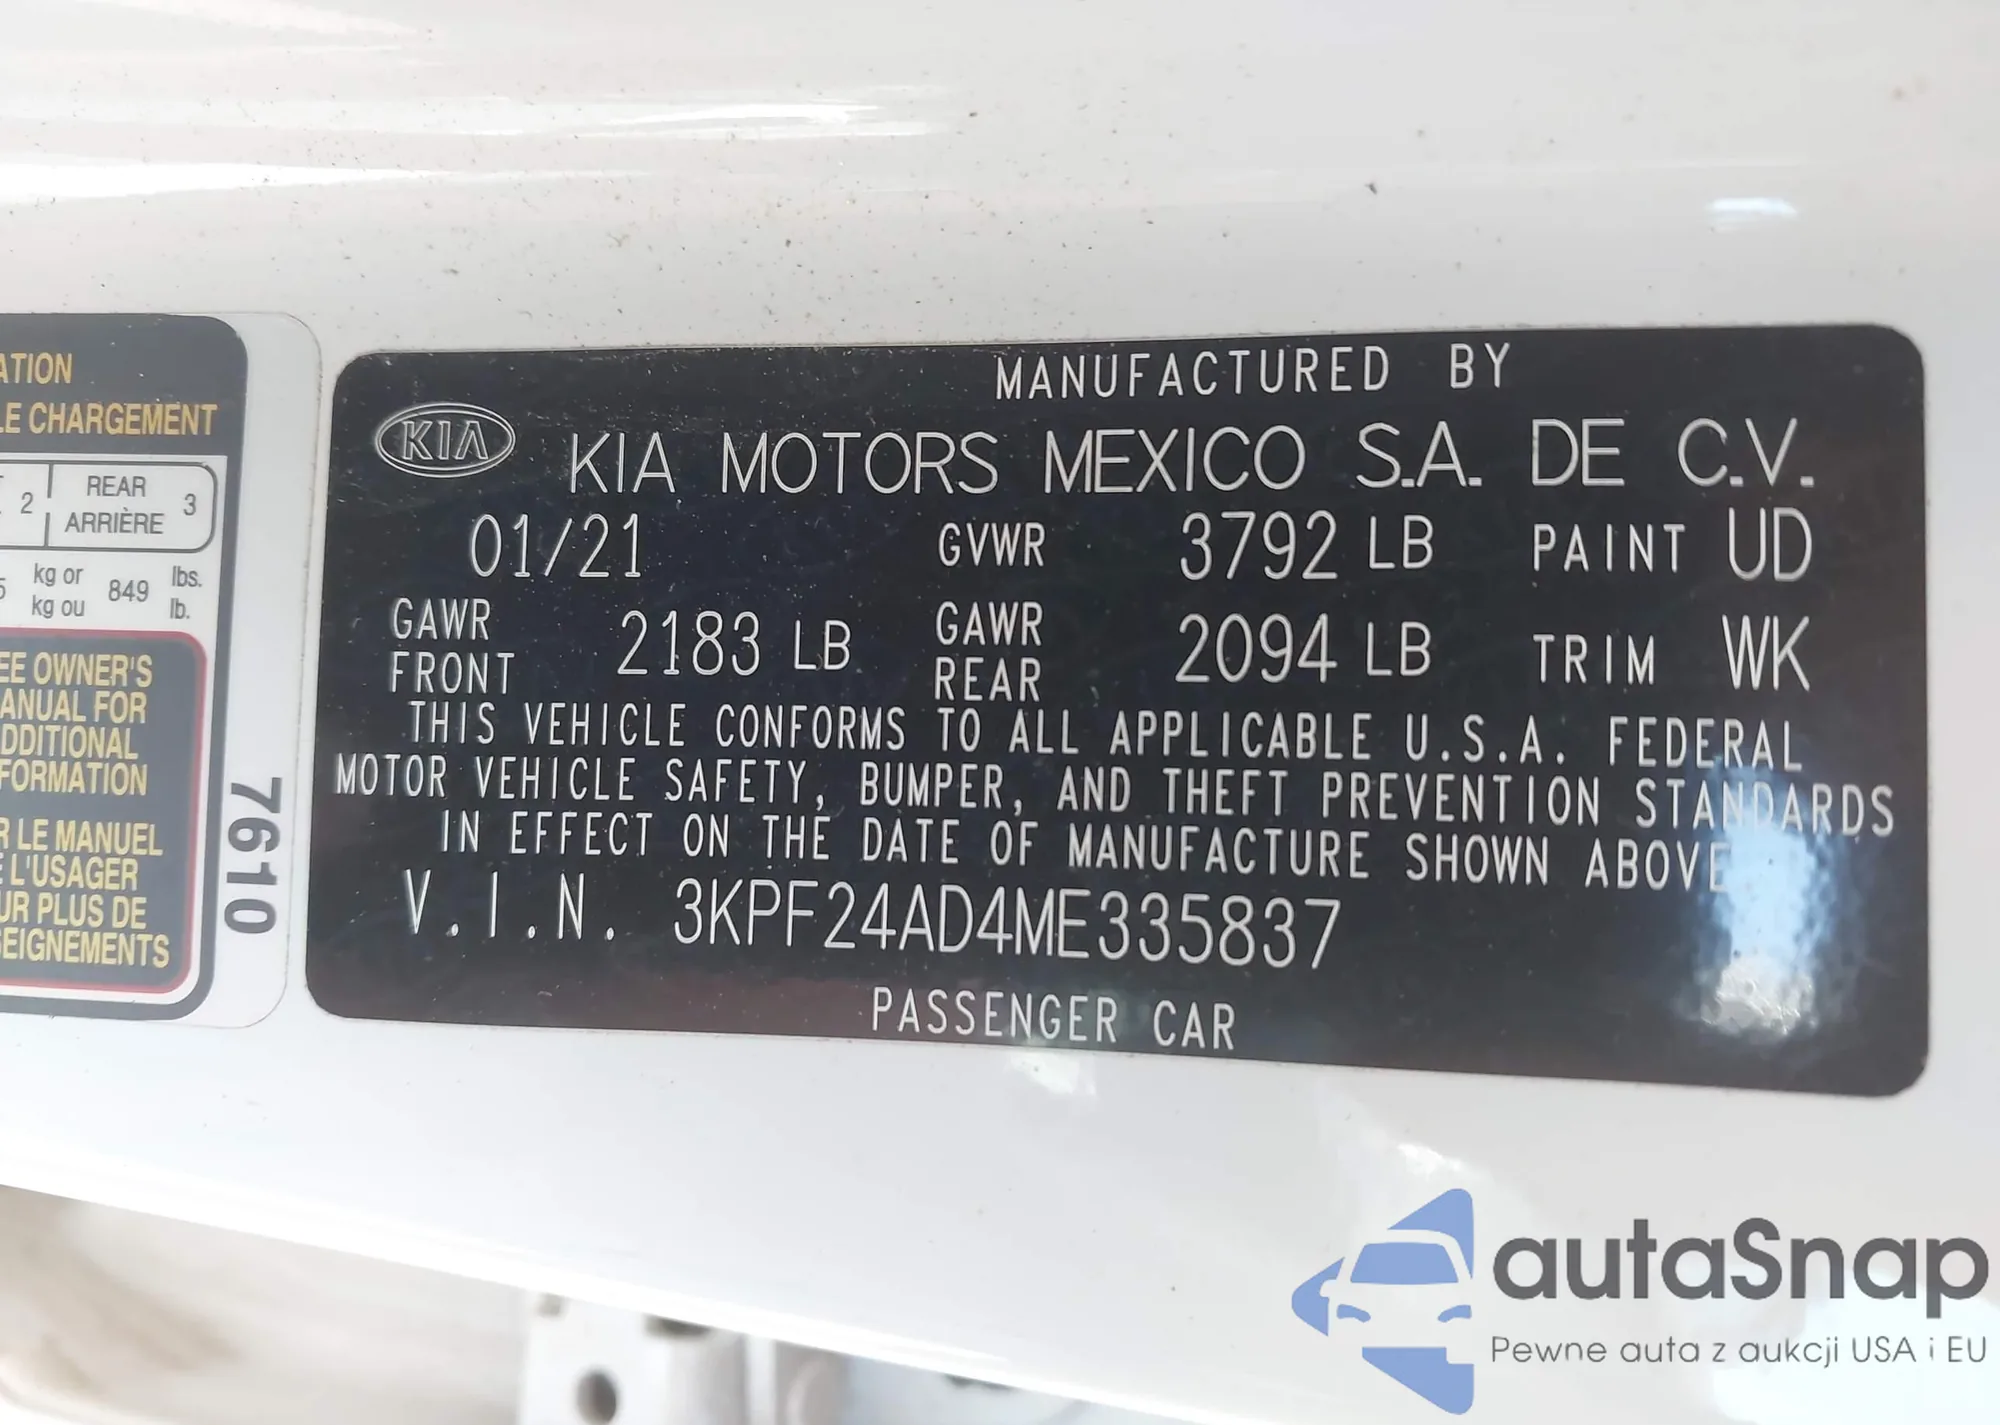 ATION
LE CHARGEMENT
2 REAR 3
ARRIÈRE
kg or 849 lbs.
kg ou lb.
EE OWNER'S
ANUAL FOR
DDITIONAL
FORMATION
R LE MANUEL
E L'USAGER
UR PLUS DE
SEIGNEMENTS
7610
MANUFACTURED BY
KIA KIA MOTORS MEXICO S.A. DE C.V.
01/21 GVWR 3792 LB PAINT UD
GAWR FRONT 2183 LB GAWR REAR 2094 LB TRIM WK
THIS VEHICLE CONFORMS TO ALL APPLICABLE U.S.A. FEDERAL
MOTOR VEHICLE SAFETY, BUMPER, AND THEFT PREVENTION STANDARDS
IN EFFECT ON THE DATE OF MANUFACTURE SHOWN ABOVE
V.I.N. 3KPF24AD4ME335837
PASSENGER CAR
autaSnap
Pewne auta z aukcji USA i EU